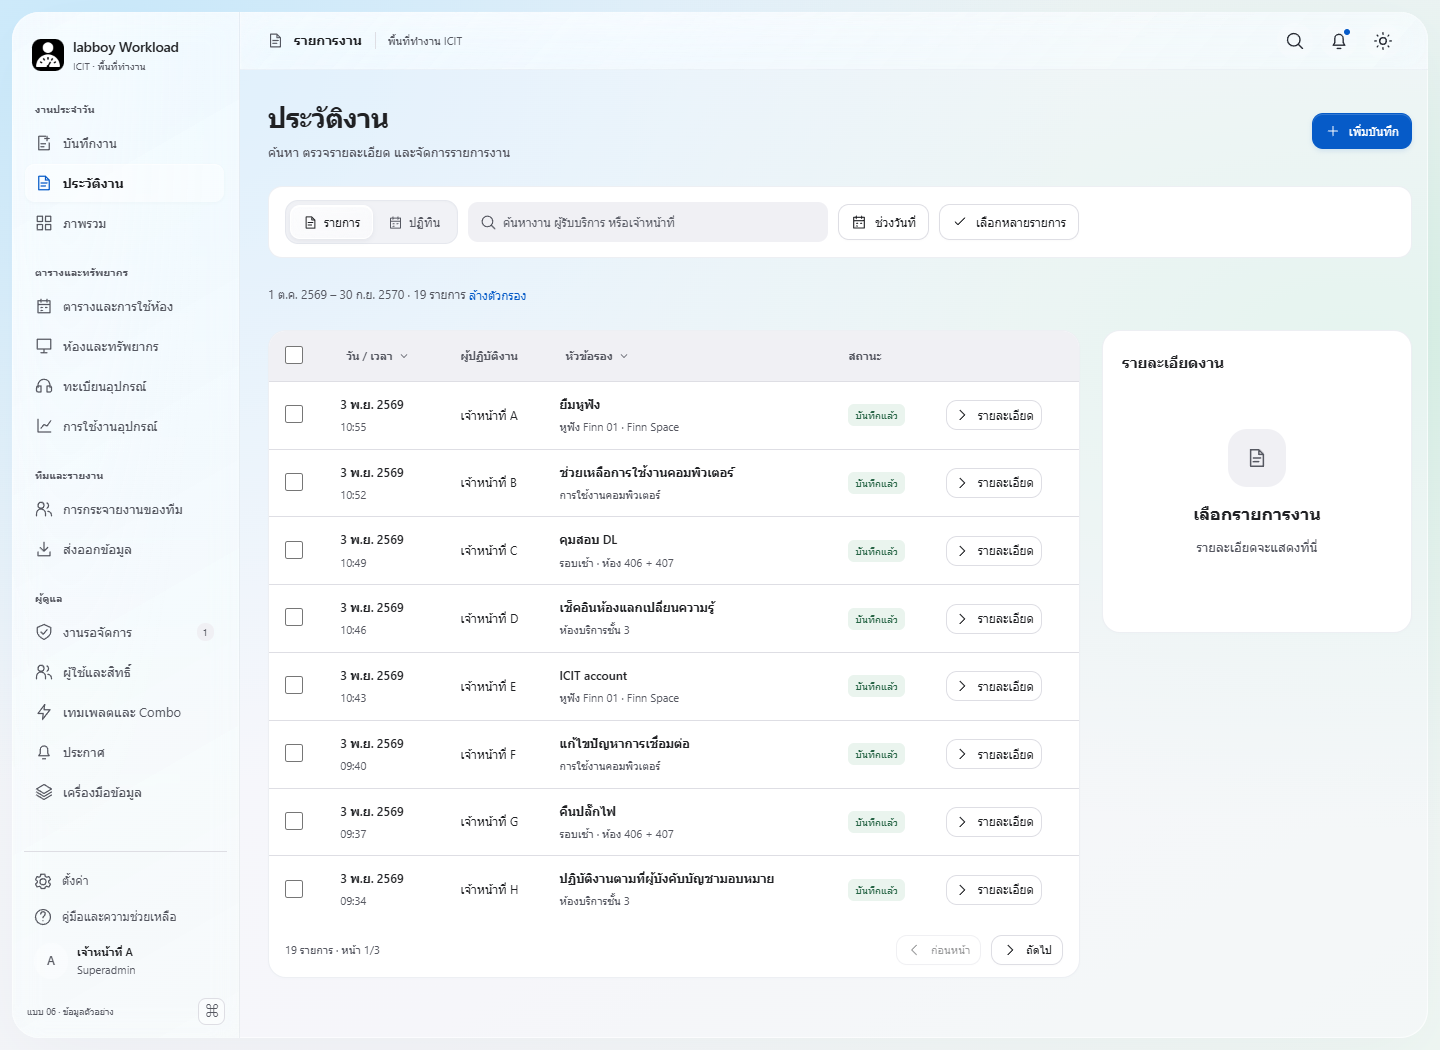 labboy Workload
ICIT · พื้นที่ทำงาน
งานประจำวัน
บันทึกงาน
ประวัติงาน
ภาพรวม
ตารางและทรัพยากร
ตารางและการใช้ห้อง
ห้องและทรัพยากร
ทะเบียนอุปกรณ์
การใช้งานอุปกรณ์
ทีมและรายงาน
การกระจายงานของทีม
ส่งออกข้อมูล
ผู้ดูแล
งานรอจัดการ 1
ผู้ใช้และสิทธิ์
เทมเพลตและ Combo
ประกาศ
เครื่องมือข้อมูล
ตั้งค่า
คู่มือและความช่วยเหลือ
A เจ้าหน้าที่ A
Superadmin
แบบ 06 · ข้อมูลตัวอย่าง ⌘
รายการงาน พื้นที่ทำงาน ICIT
ประวัติงาน
ค้นหา ตรวจรายละเอียด และจัดการรายการงาน
เพิ่มบันทึก
รายการ ปฏิทิน ค้นหางาน ผู้รับบริการ หรือเจ้าหน้าที่ ช่วงวันที่ เลือกหลายรายการ
1 ต.ค. 2569 – 30 ก.ย. 2570 · 19 รายการ ล้างตัวกรอง
วัน / เวลา ผู้ปฏิบัติงาน หัวข้อรอง สถานะ
3 พ.ย. 2569 เจ้าหน้าที่ A ยืมหูฟัง บันทึกแล้ว รายละเอียด
10:55 หูฟัง Finn 01 · Finn Space
3 พ.ย. 2569 เจ้าหน้าที่ B ช่วยเหลือการใช้งานคอมพิวเตอร์ บันทึกแล้ว รายละเอียด
10:52 การใช้งานคอมพิวเตอร์
3 พ.ย. 2569 เจ้าหน้าที่ C คุมสอบ DL บันทึกแล้ว รายละเอียด
10:49 รอบเช้า · ห้อง 406 + 407
3 พ.ย. 2569 เจ้าหน้าที่ D เช็คอินห้องแลกเปลี่ยนความรู้ บันทึกแล้ว รายละเอียด
10:46 ห้องบริการชั้น 3
3 พ.ย. 2569 เจ้าหน้าที่ E ICIT account บันทึกแล้ว รายละเอียด
10:43 หูฟัง Finn 01 · Finn Space
3 พ.ย. 2569 เจ้าหน้าที่ F แก้ไขปัญหาการเชื่อมต่อ บันทึกแล้ว รายละเอียด
09:40 การใช้งานคอมพิวเตอร์
3 พ.ย. 2569 เจ้าหน้าที่ G คืนปลั๊กไฟ บันทึกแล้ว รายละเอียด
09:37 รอบเช้า · ห้อง 406 + 407
3 พ.ย. 2569 เจ้าหน้าที่ H ปฏิบัติงานตามที่ผู้บังคับบัญชามอบหมาย บันทึกแล้ว รายละเอียด
09:34 ห้องบริการชั้น 3
19 รายการ · หน้า 1/3 ก่อนหน้า ถัดไป
รายละเอียดงาน
เลือกรายการงาน
รายละเอียดจะแสดงที่นี่